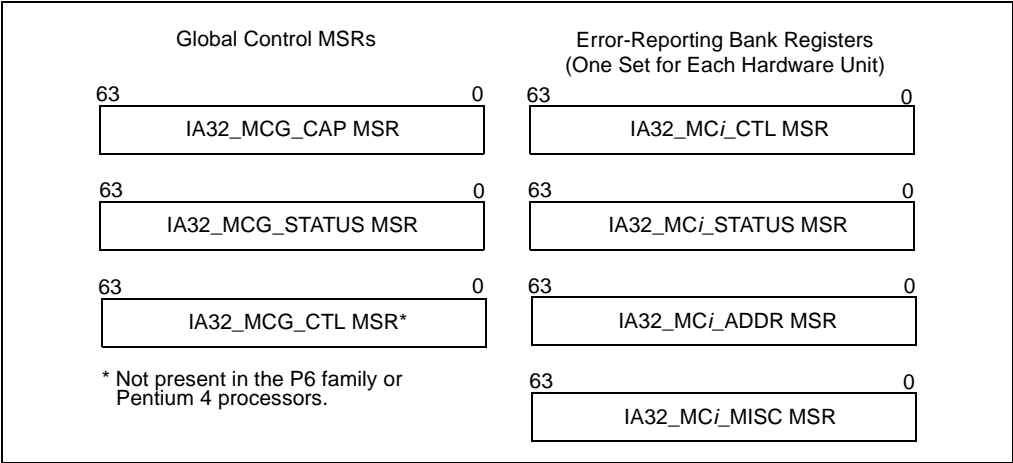 Global Control MSRs
63 0
IA32_MCG_CAP MSR
63 0
IA32_MCG_STATUS MSR
63 0
IA32_MCG_CTL MSR*
* Not present in the P6 family or
Pentium 4 processors.
Error-Reporting Bank Registers
(One Set for Each Hardware Unit)
63 0
IA32_MCi_CTL MSR
63 0
IA32_MCi_STATUS MSR
63 0
IA32_MCi_ADDR MSR
63 0
IA32_MCi_MISC MSR